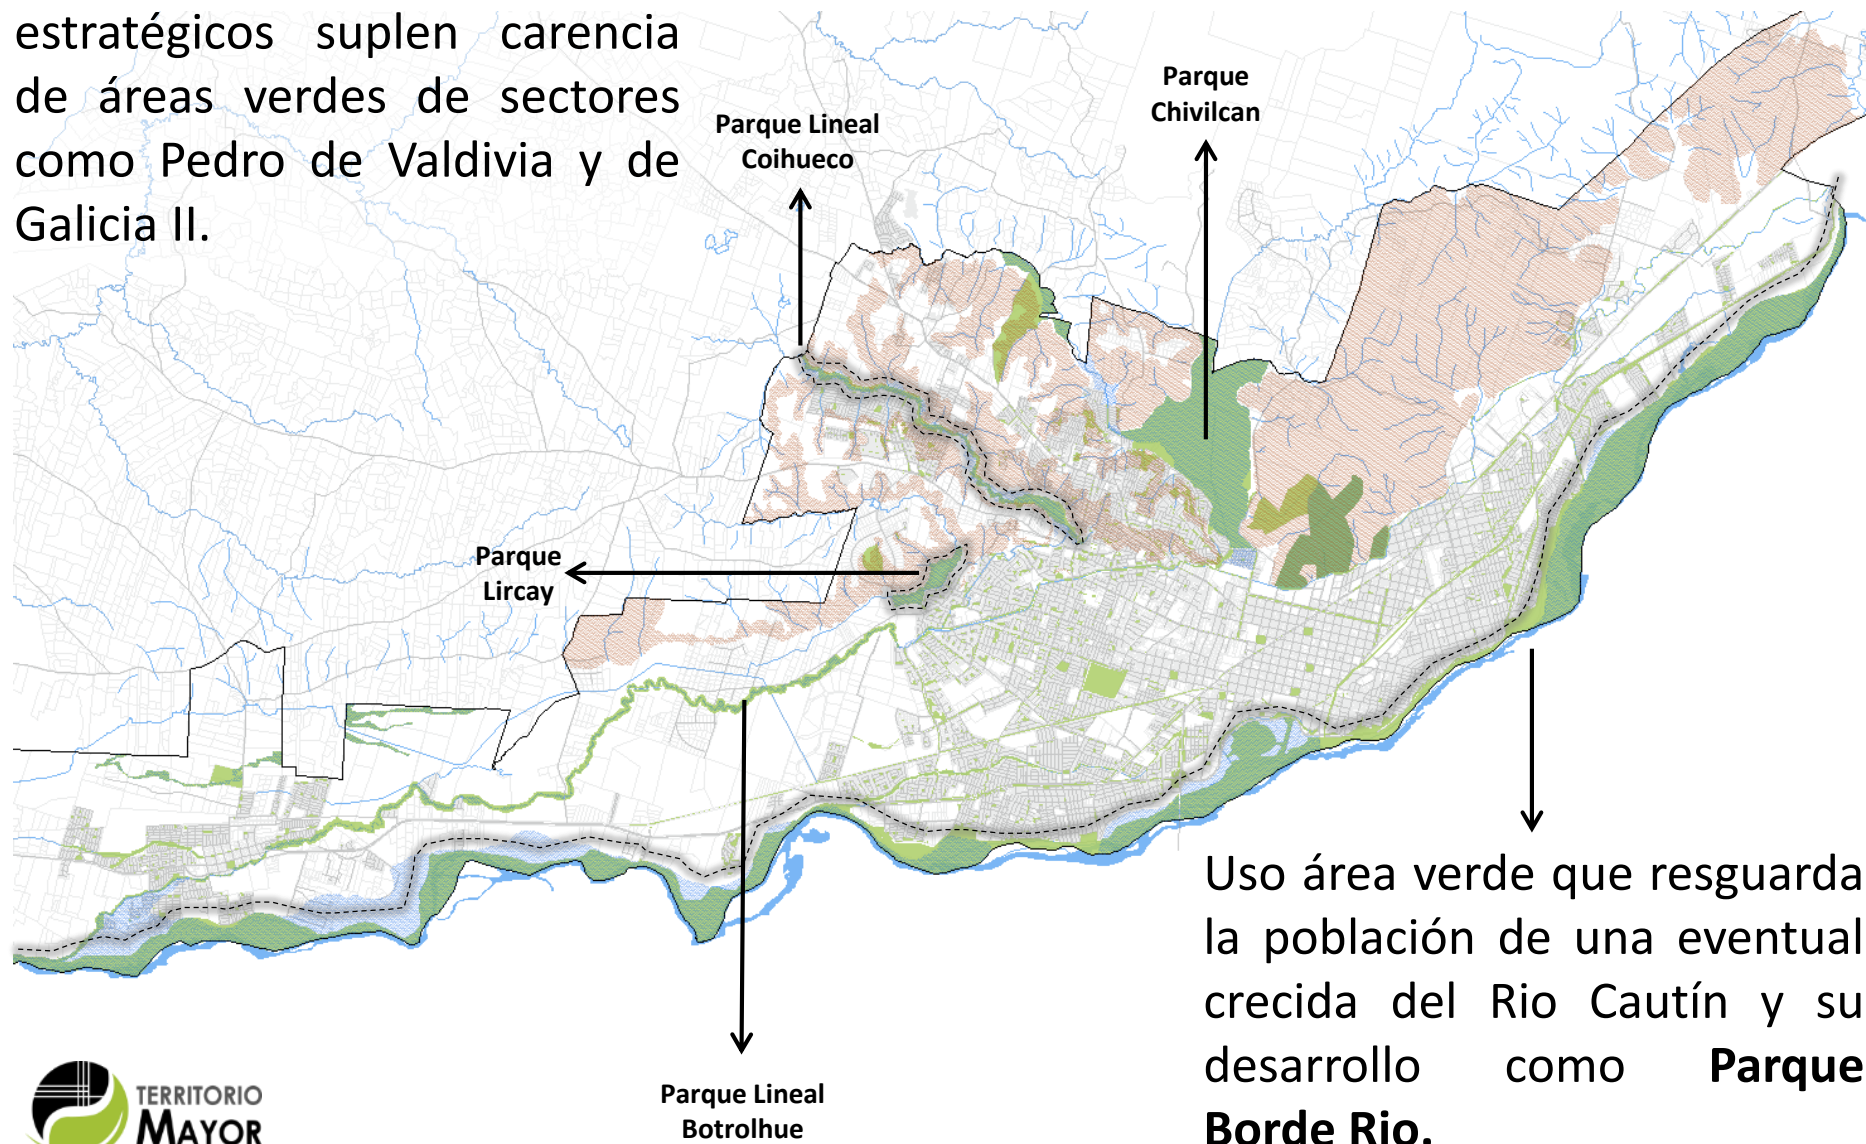 estratégicos suplen carencia
de áreas verdes de sectores
como Pedro de Valdivia y de
Galicia II.
Parque Lineal
Coihueco
Parque
Chivilcan
Parque
Lircay
Parque Lineal
Botrolhue
Uso área verde que resguarda
la población de una eventual
crecida del Rio Cautín y su
desarrollo como Parque
Borde Rio.
TERRITORIO
MAYOR